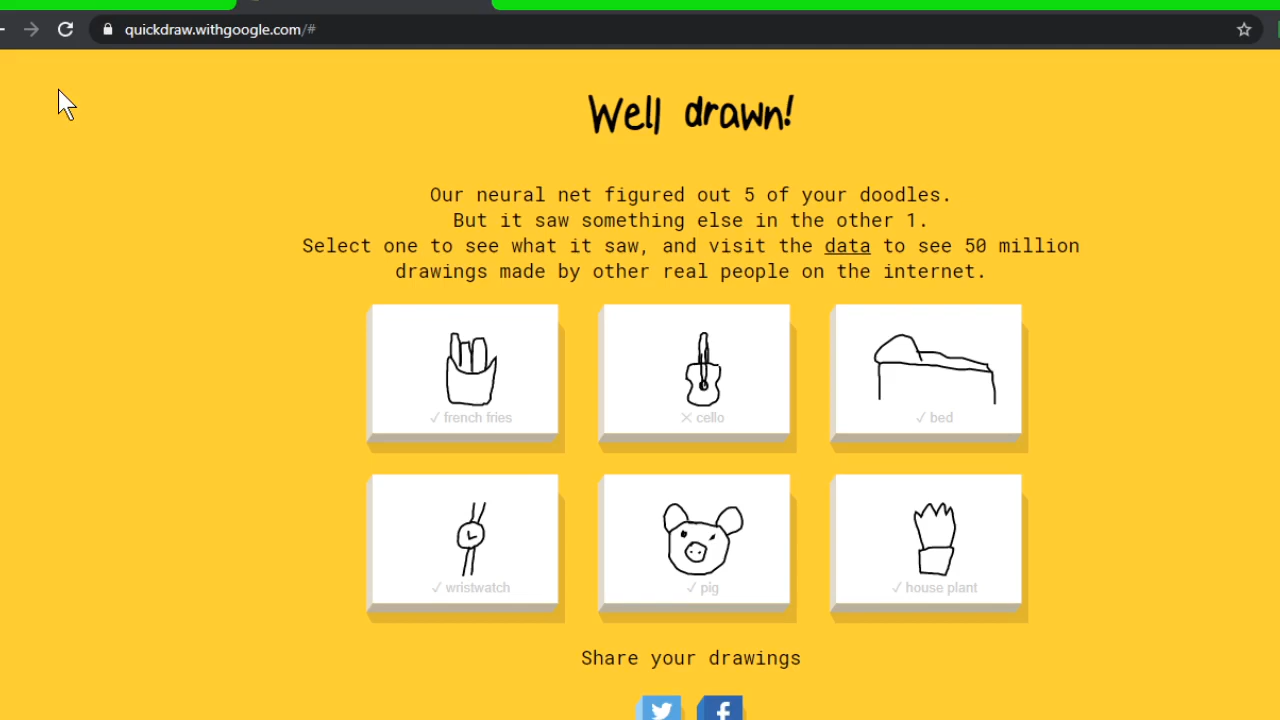 quickdraw.withgoogle.com/#
Well drawn!
Our neural net figured out 5 of your doodles.
But it saw something else in the other 1.
Select one to see what it saw, and visit the data to see 50 million
drawings made by other real people on the internet.
✓ french fries
✕ cello
✓ bed
✓ wristwatch
✓ pig
✓ house plant
Share your drawings